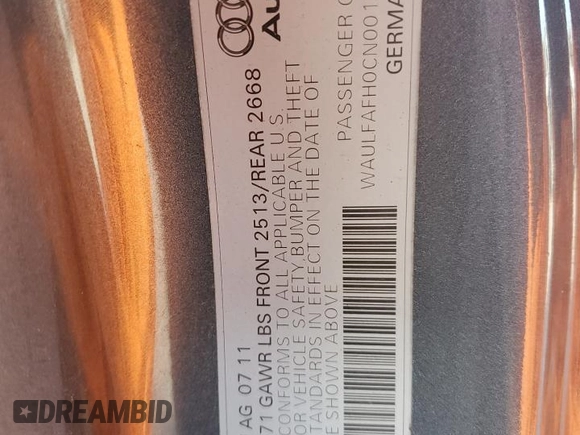 Au
AG 07 11
71 GAWR LBS FRONT 2513/REAR 2668
CONFORMS TO ALL APPLICABLE U.S.
OR VEHICLE SAFETY, BUMPER AND THEFT
TANDARDS IN EFFECT ON THE DATE OF
E SHOWN ABOVE
PASSENGER C
WAULFAFH0CN001
GERMA
DREAMBID